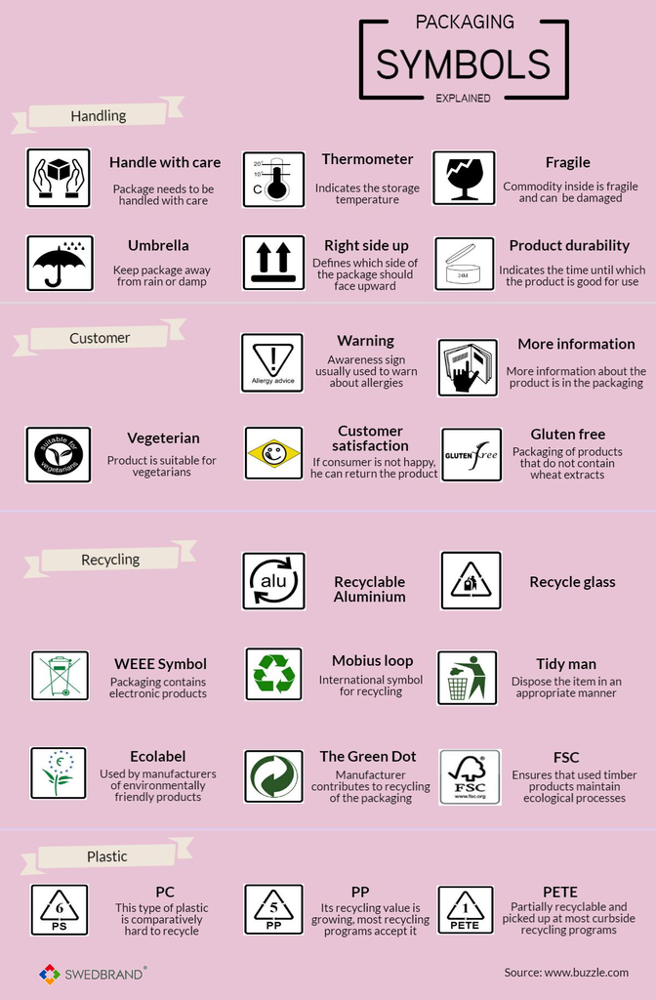 PACKAGING
SYMBOLS
EXPLAINED
Handling
Handle with care
Package needs to be
handled with care
20°
10°
C
Thermometer
Indicates the storage
temperature
Fragile
Commodity inside is fragile
and can be damaged
Umbrella
Keep package away
from rain or damp
Right side up
Defines which side of
the package should
face upward
24M
Product durability
Indicates the time until which
the product is good for use
Customer
Allergy advice
Warning
Awareness sign
usually used to warn
about allergies
More information
More information about the
product is in the packaging
suitable for
vegetarians
Vegeterian
Product is suitable for
vegetarians
Customer
satisfaction
If consumer is not happy,
he can return the product
GLUTEN free
Gluten free
Packaging of products
that do not contain
wheat extracts
Recycling
alu
Recyclable
Aluminium
Recycle glass
WEEE Symbol
Packaging contains
electronic products
Mobius loop
International symbol
for recycling
Tidy man
Dispose the item in an
appropriate manner
€
Ecolabel
Used by manufacturers
of environmentally
friendly products
The Green Dot
Manufacturer
contributes to recycling
of the packaging
FSC
www.fsc.org
FSC
Ensures that used timber
products maintain
ecological processes
Plastic
6
PS
PC
This type of plastic
is comparatively
hard to recycle
5
PP
PP
Its recycling value is
growing, most recycling
programs accept it
1
PETE
PETE
Partially recyclable and
picked up at most curbside
recycling programs
SWEDBRAND®
Source: www.buzzle.com